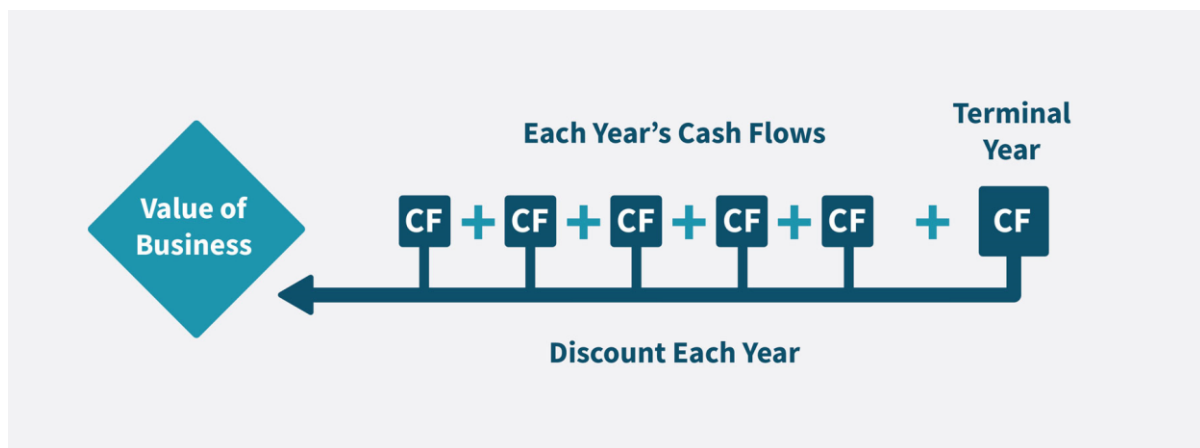 Terminal
Year
Each Year’s Cash Flows
Value of
Business
CF + CF + CF + CF + CF + CF
Discount Each Year